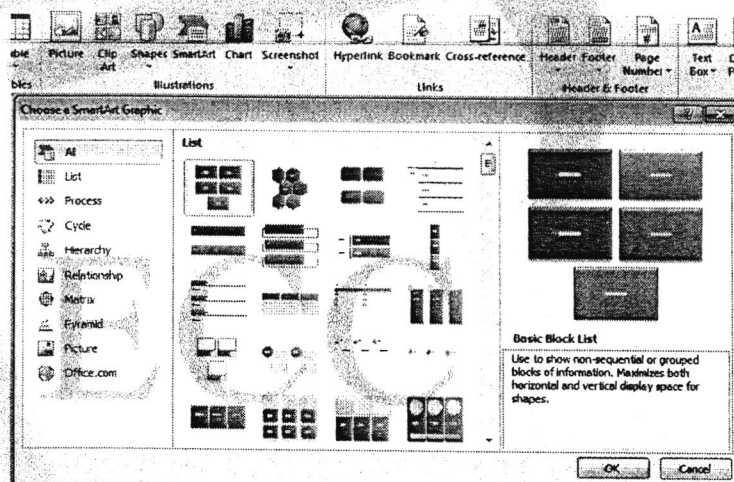 ble Picture Clip Art Shapes SmartArt Chart Screenshot Hyperlink Bookmark Cross-reference Header Footer Page Number Text Box
bles Illustrations Links Header & Footer
Choose a SmartArt Graphic
All
List
Process
Cycle
Hierarchy
Relationship
Matrix
Pyramid
Picture
Office.com
List
Basic Block List
Use to show non-sequential or grouped
blocks of information. Maximizes both
horizontal and vertical display space for
shapes.
OK Cancel
ECC